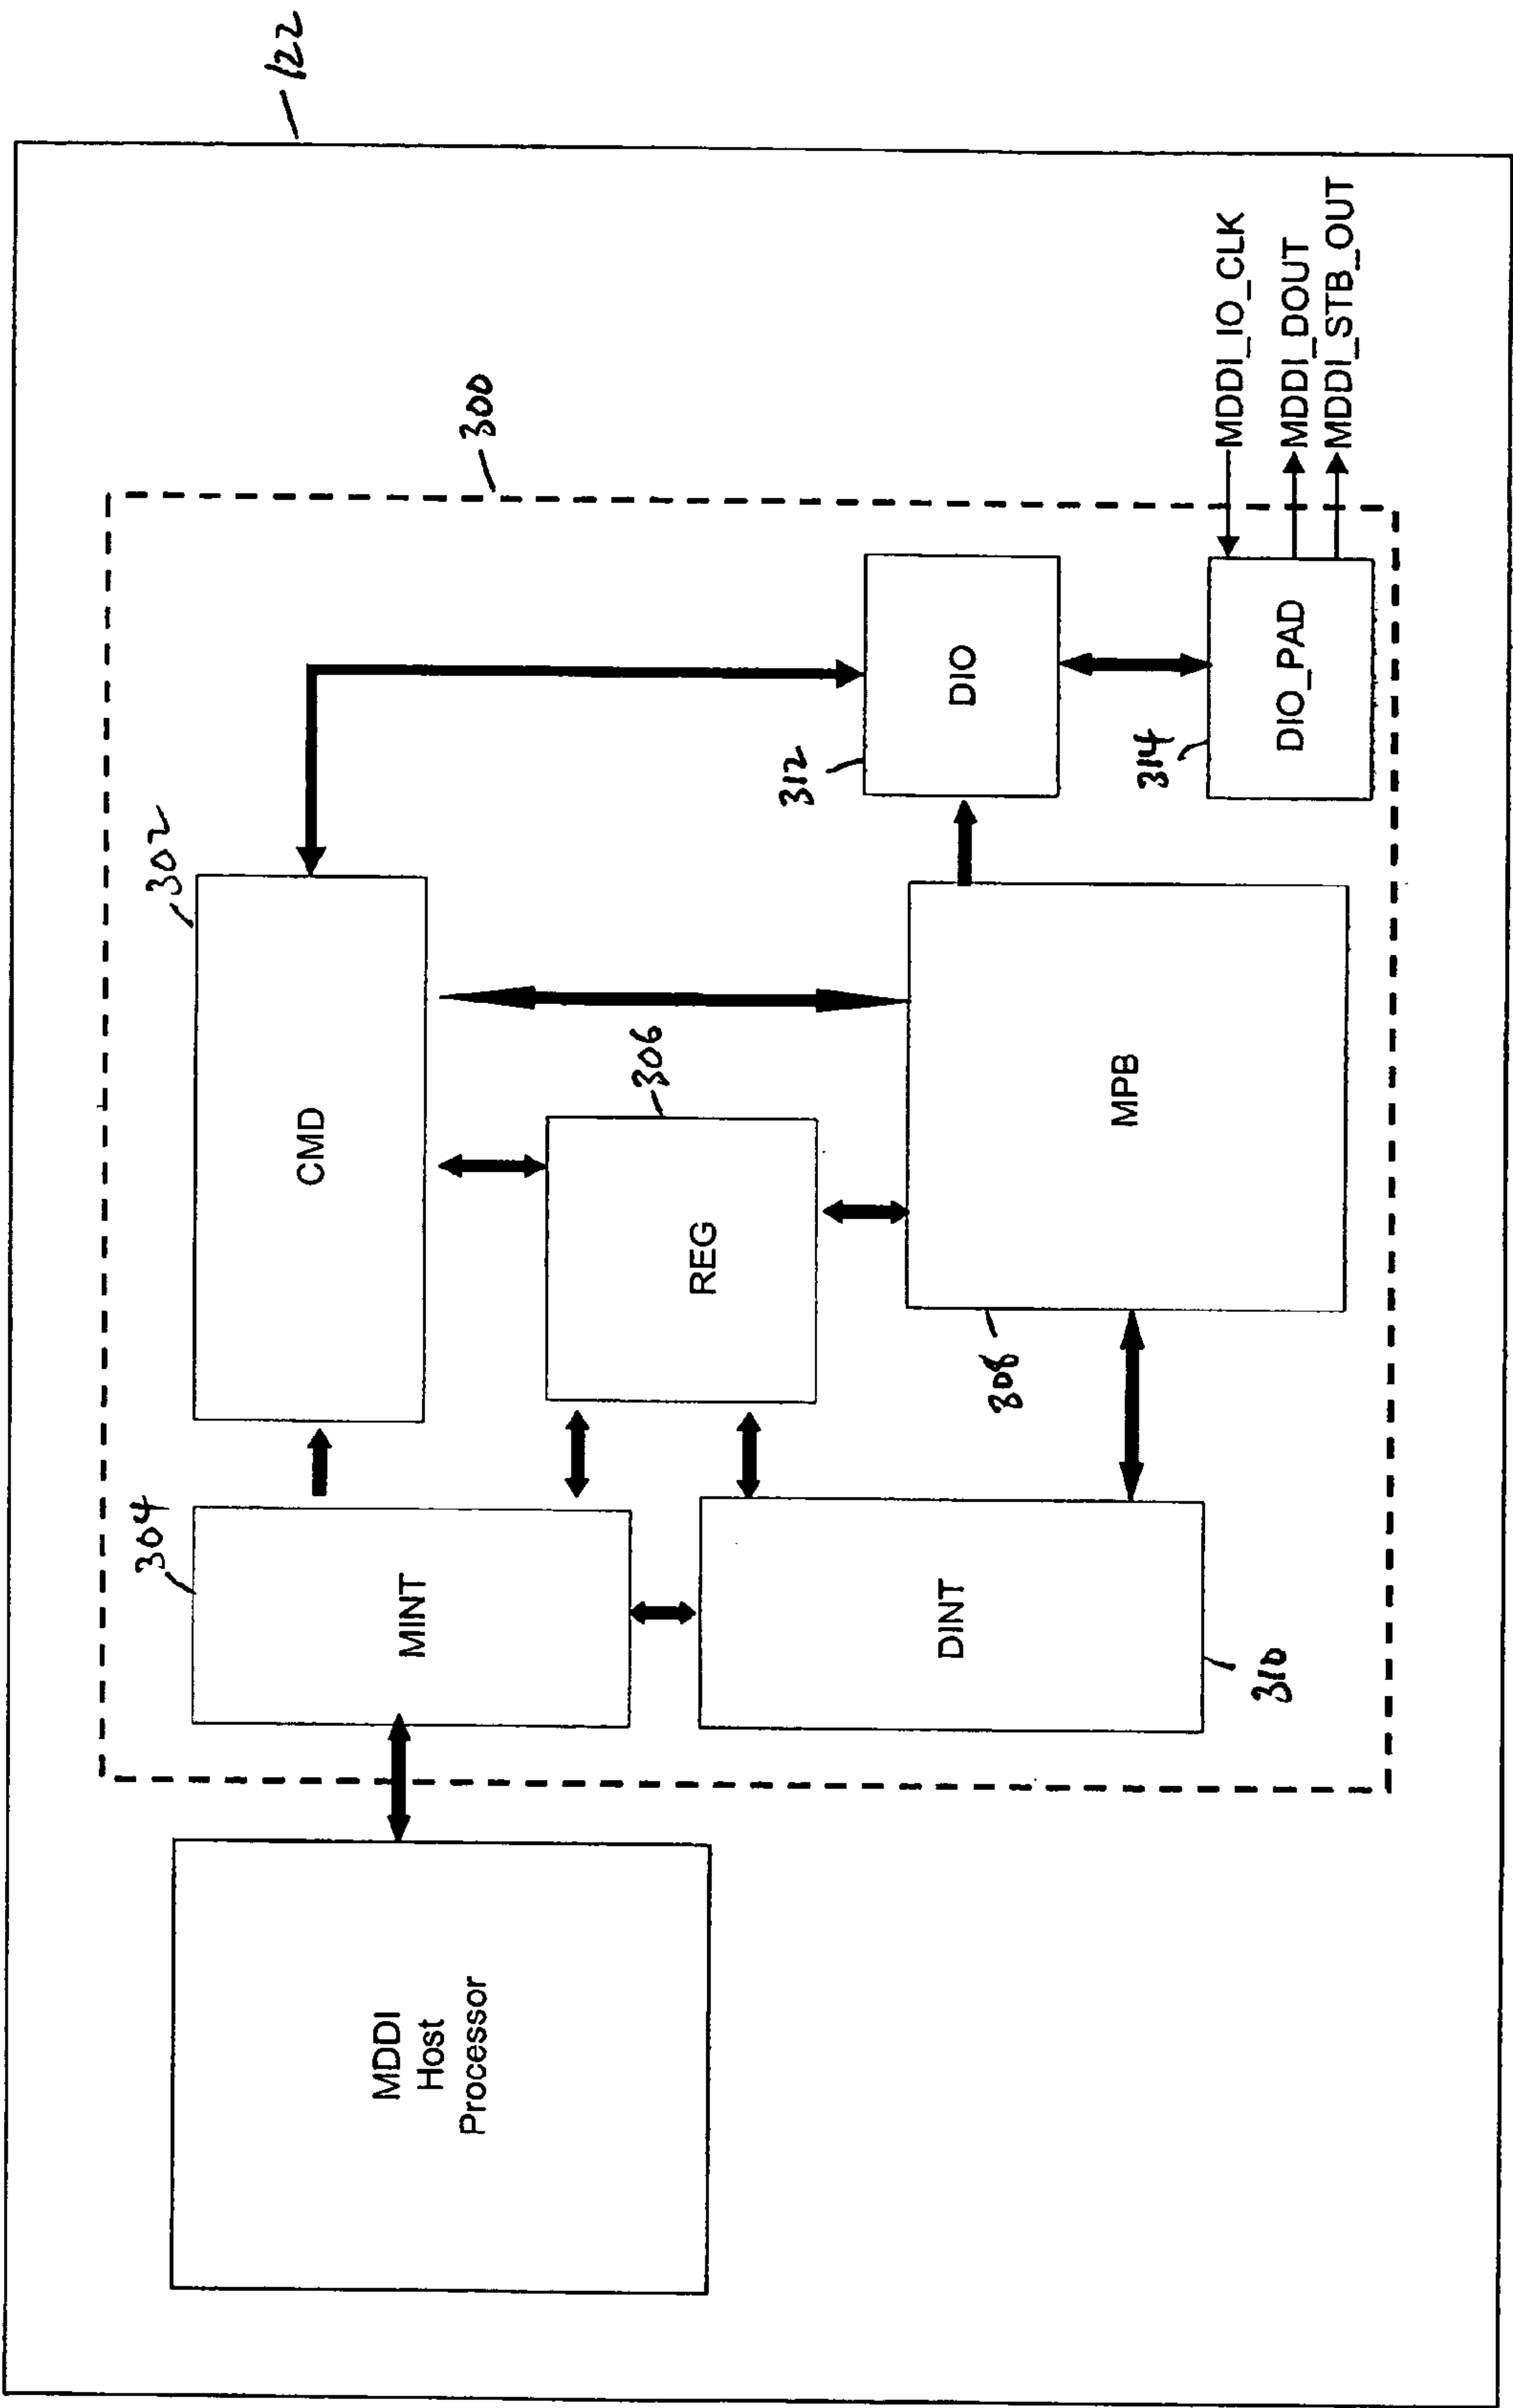 122
300
302
CMD
304
MINT
306
REG
MDDI
Host
Processor
312
DIO
308
MPB
DINT
310
314
DIO_PAD
MDDI_IO_CLK
MDDI_DOUT
MDDI_STB_OUT